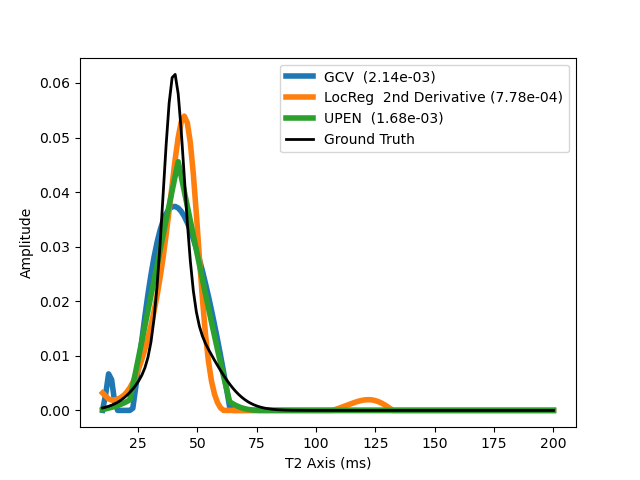 GCV (2.14e-03)
LocReg 2nd Derivative (7.78e-04)
UPEN (1.68e-03)
Ground Truth
0.06
0.05
0.04
0.03
0.02
0.01
0.00
Amplitude
25 50 75 100 125 150 175 200
T2 Axis (ms)